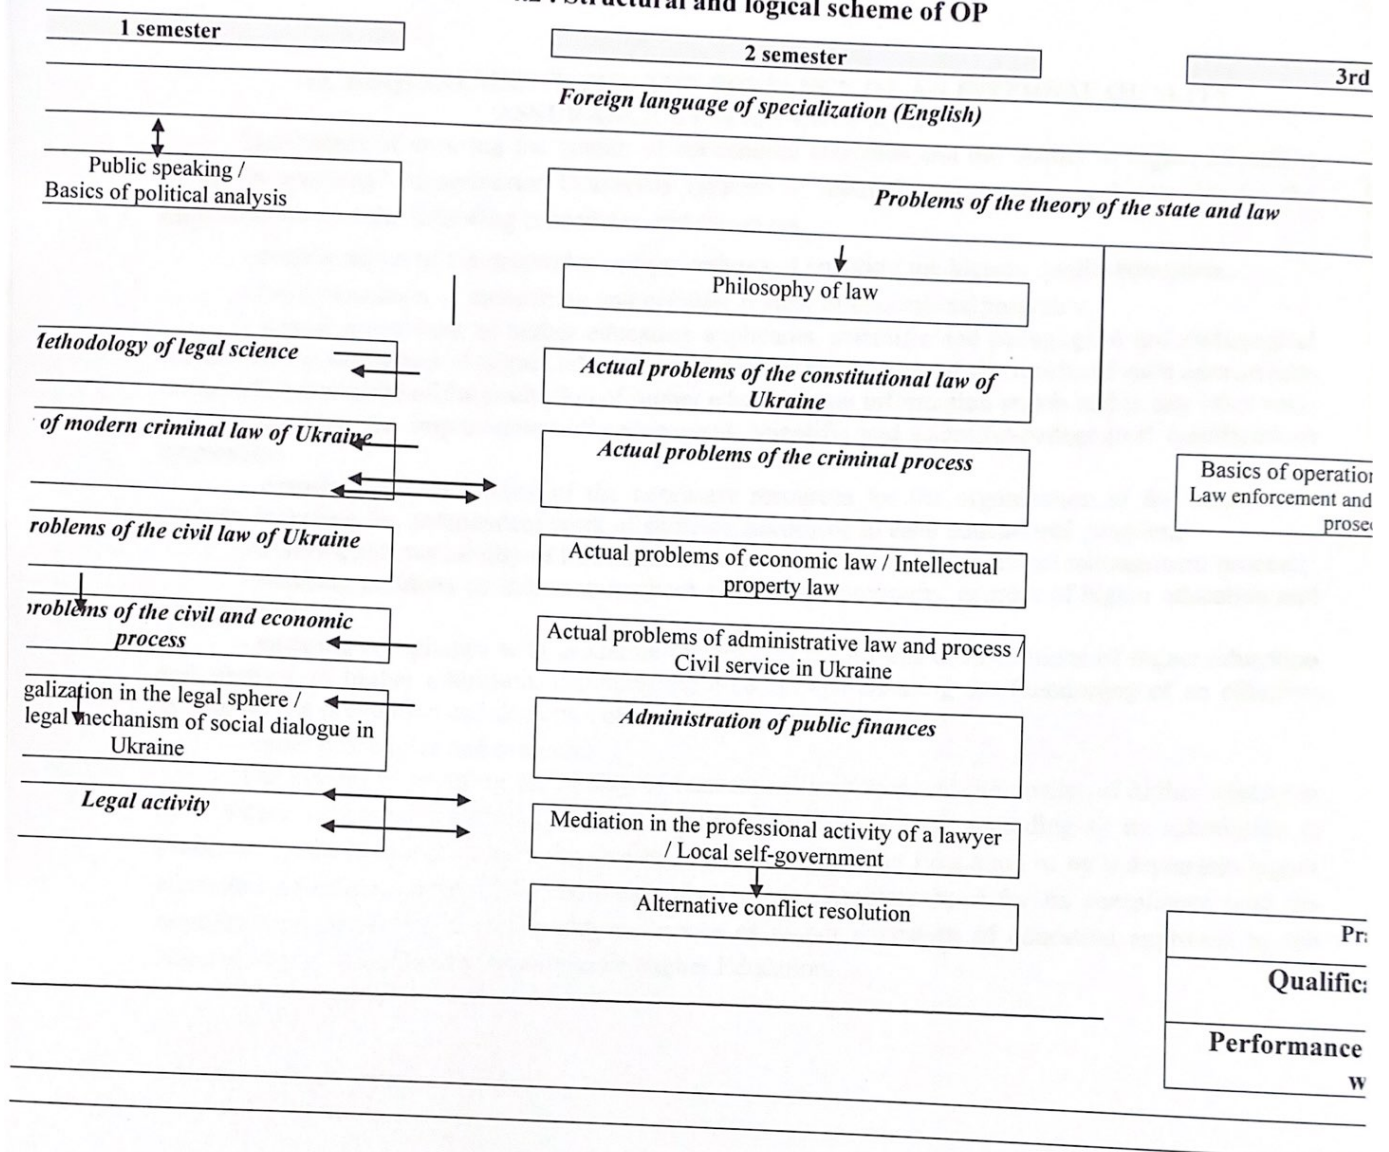 Structural and logical scheme of OP
1 semester
2 semester
3rd
Foreign language of specialization (English)
Public speaking /
Basics of political analysis
Problems of the theory of the state and law
Philosophy of law
lethodology of legal science
Actual problems of the constitutional law of
Ukraine
of modern criminal law of Ukraine
Actual problems of the criminal process
Basics of operation
Law enforcement and
prosec
roblems of the civil law of Ukraine
Actual problems of economic law / Intellectual
property law
problems of the civil and economic
process
Actual problems of administrative law and process /
Civil service in Ukraine
galization in the legal sphere /
legal mechanism of social dialogue in
Ukraine
Administration of public finances
Legal activity
Mediation in the professional activity of a lawyer
/ Local self-government
Alternative conflict resolution
Pra
Qualifica
Performance
w